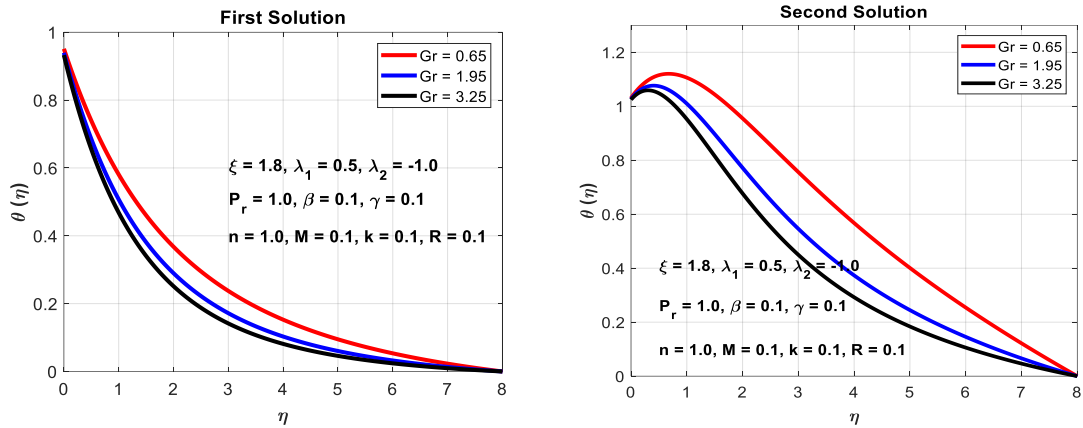 First Solution
1
0.8
0.6
0.4
0.2
0
0 1 2 3 4 5 6 7 8
θ (η)
η
Gr = 0.65
Gr = 1.95
Gr = 3.25
ξ = 1.8, λ₁ = 0.5, λ₂ = -1.0
Pᵣ = 1.0, β = 0.1, γ = 0.1
n = 1.0, M = 0.1, k = 0.1, R = 0.1
Second Solution
1.2
1
0.8
0.6
0.4
0.2
0
0 1 2 3 4 5 6 7 8
θ (η)
η
Gr = 0.65
Gr = 1.95
Gr = 3.25
ξ = 1.8, λ₁ = 0.5, λ₂ = -1.0
Pᵣ = 1.0, β = 0.1, γ = 0.1
n = 1.0, M = 0.1, k = 0.1, R = 0.1